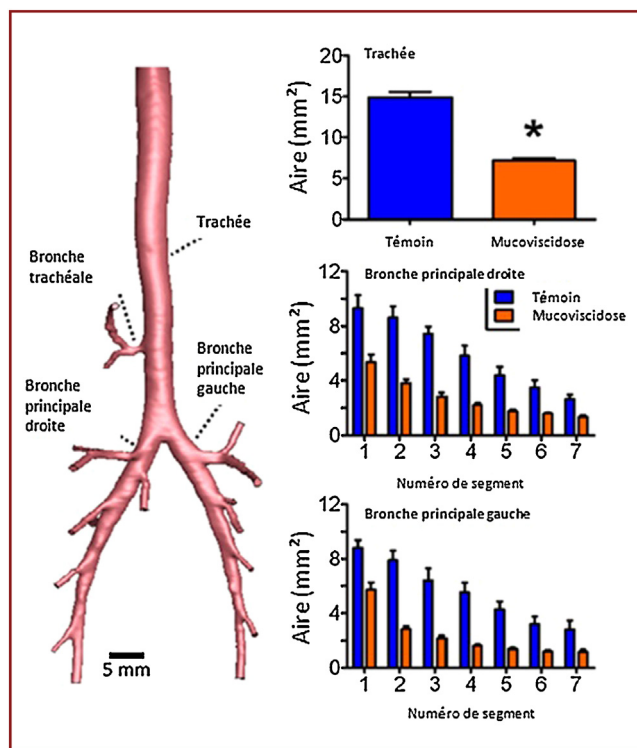 Trachée
Bronche
trachéale
Bronche
principale
gauche
Bronche
principale
droite
5 mm
Trachée
Aire (mm²)
20
15
10
5
0
*
Témoin
Mucoviscidose
Bronche principale droite
Témoin
Mucoviscidose
Aire (mm²)
12
8
4
0
1 2 3 4 5 6 7
Numéro de segment
Bronche principale gauche
Aire (mm²)
12
8
4
0
1 2 3 4 5 6 7
Numéro de segment